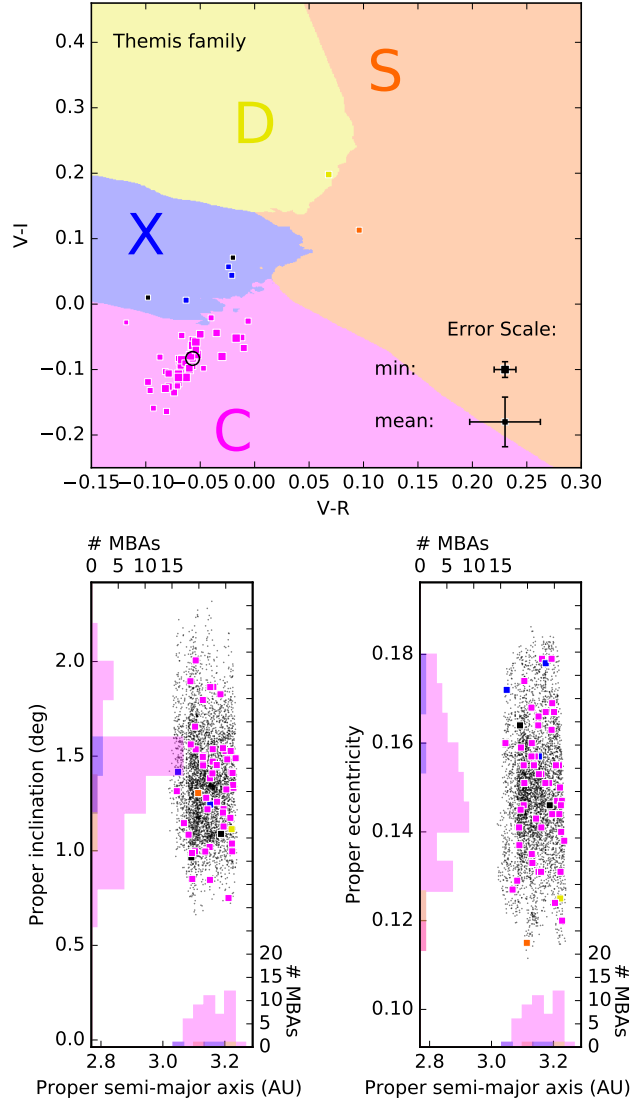 Themis family
S
D
X
C
Error Scale:
min:
mean:
V-I
0.4
0.3
0.2
0.1
0.0
−0.1
−0.2
−0.15 −0.10 −0.05 0.00 0.05 0.10 0.15 0.20 0.25 0.30
V-R
# MBAs
0 5 10 15
Proper inclination (deg)
2.0
1.5
1.0
0.5
0.0
20
15
10
5
0
# MBAs
2.8 3.0 3.2
Proper semi-major axis (AU)
# MBAs
0 5 10 15
Proper eccentricity
0.18
0.16
0.14
0.12
0.10
20
15
10
5
0
# MBAs
2.8 3.0 3.2
Proper semi-major axis (AU)